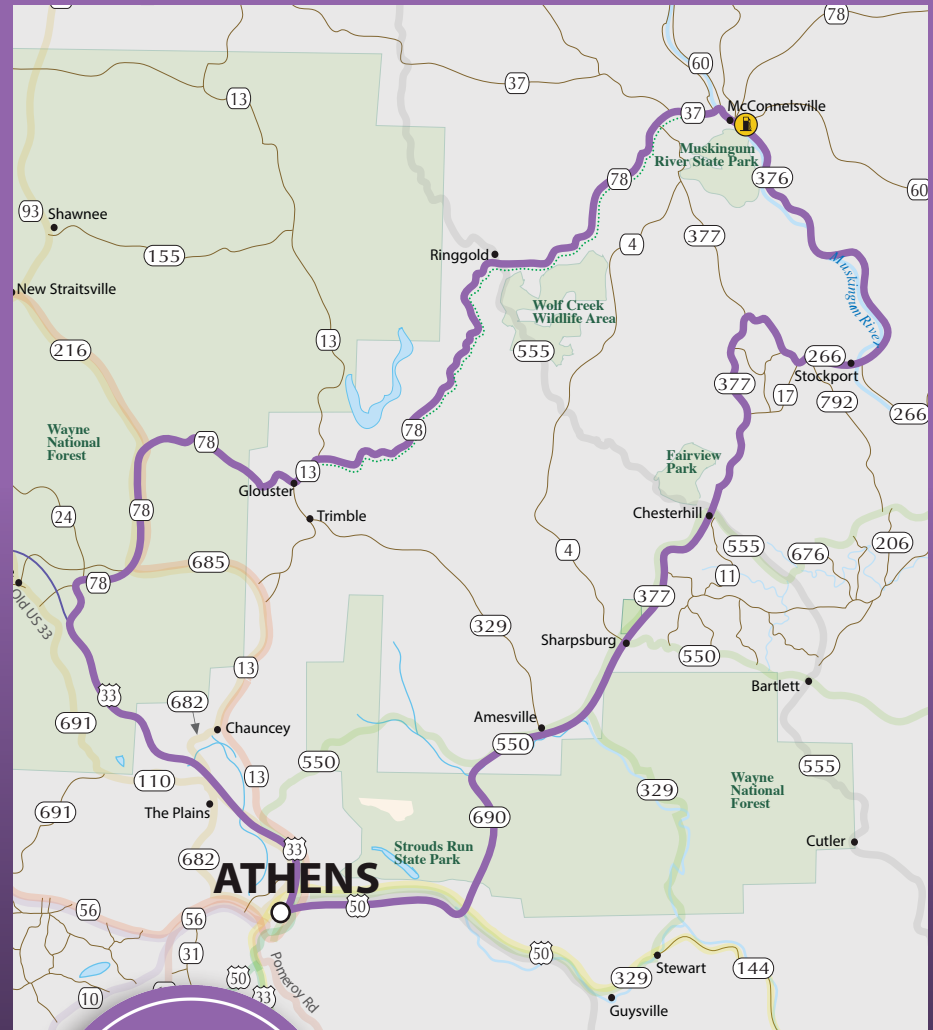 78
60
37
13
McConnelsville
37
Muskingum
River State Park
78
376
60
93
Shawnee
155
4
377
Ringgold
New Straitsville
Muskingum River
Wolf Creek
Wildlife Area
555
13
216
266
Stockport
377
17
792
266
Wayne
National
Forest
78
78
13
Glouster
Fairview
Park
78
24
Trimble
Chesterhill
685
4
555
676
206
78
11
Old US 33
377
329
Sharpsburg
550
13
33
682
Bartlett
691
Chauncey
Amesville
550
550
13
110
555
329
Wayne
National
Forest
691
The Plains
690
33
Strouds Run
State Park
Cutler
682
ATHENS
50
56
56
31
50
Pomeroy Rd
50
Stewart
144
329
33
10
Guysville